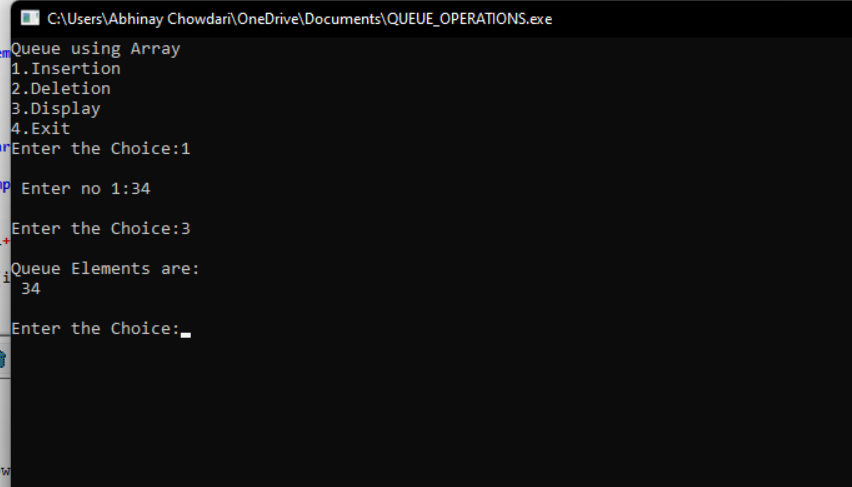 C:\Users\Abhinay Chowdari\OneDrive\Documents\QUEUE_OPERATIONS.exe
Queue using Array
1.Insertion
2.Deletion
3.Display
4.Exit
Enter the Choice:1
Enter no 1:34
Enter the Choice:3
Queue Elements are:
34
Enter the Choice: